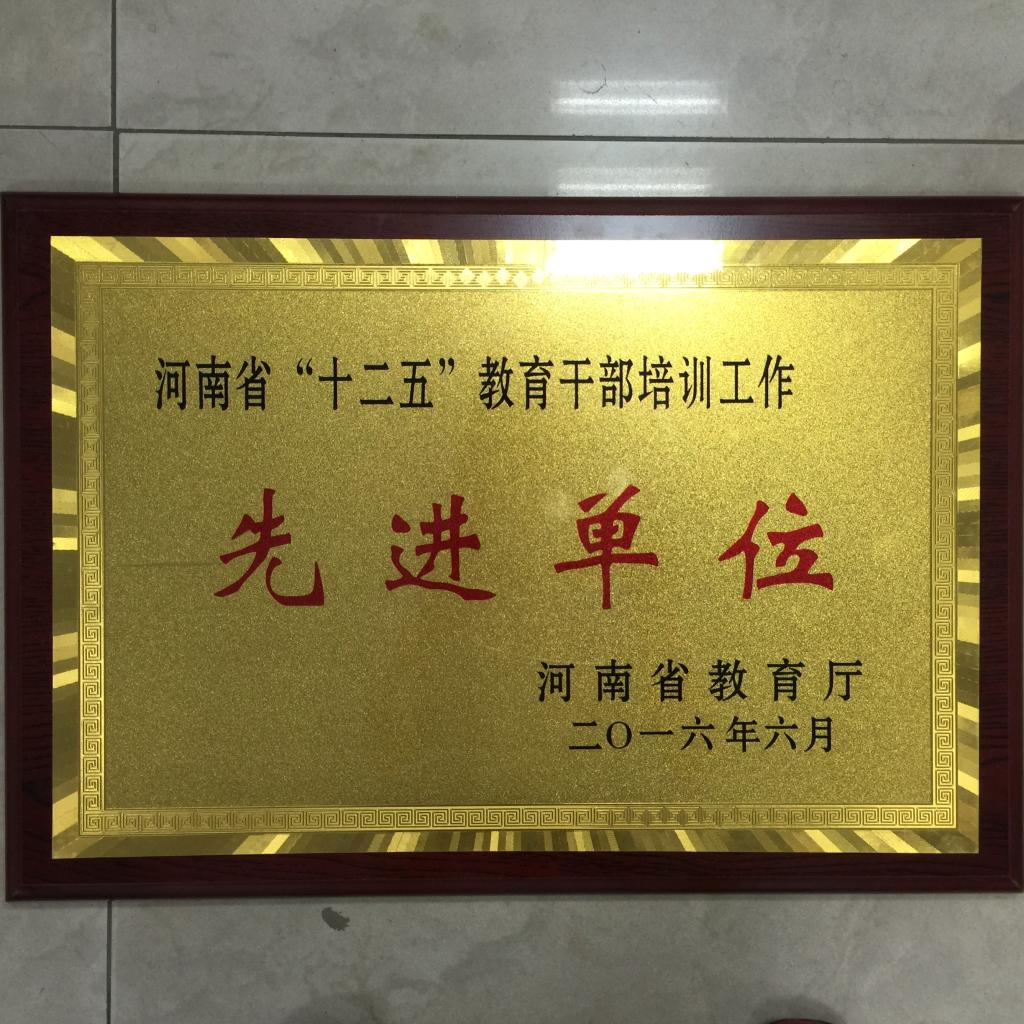 河南省“十二五”教育干部培训工作
先进单位
河南省教育厅
二〇一六年六月